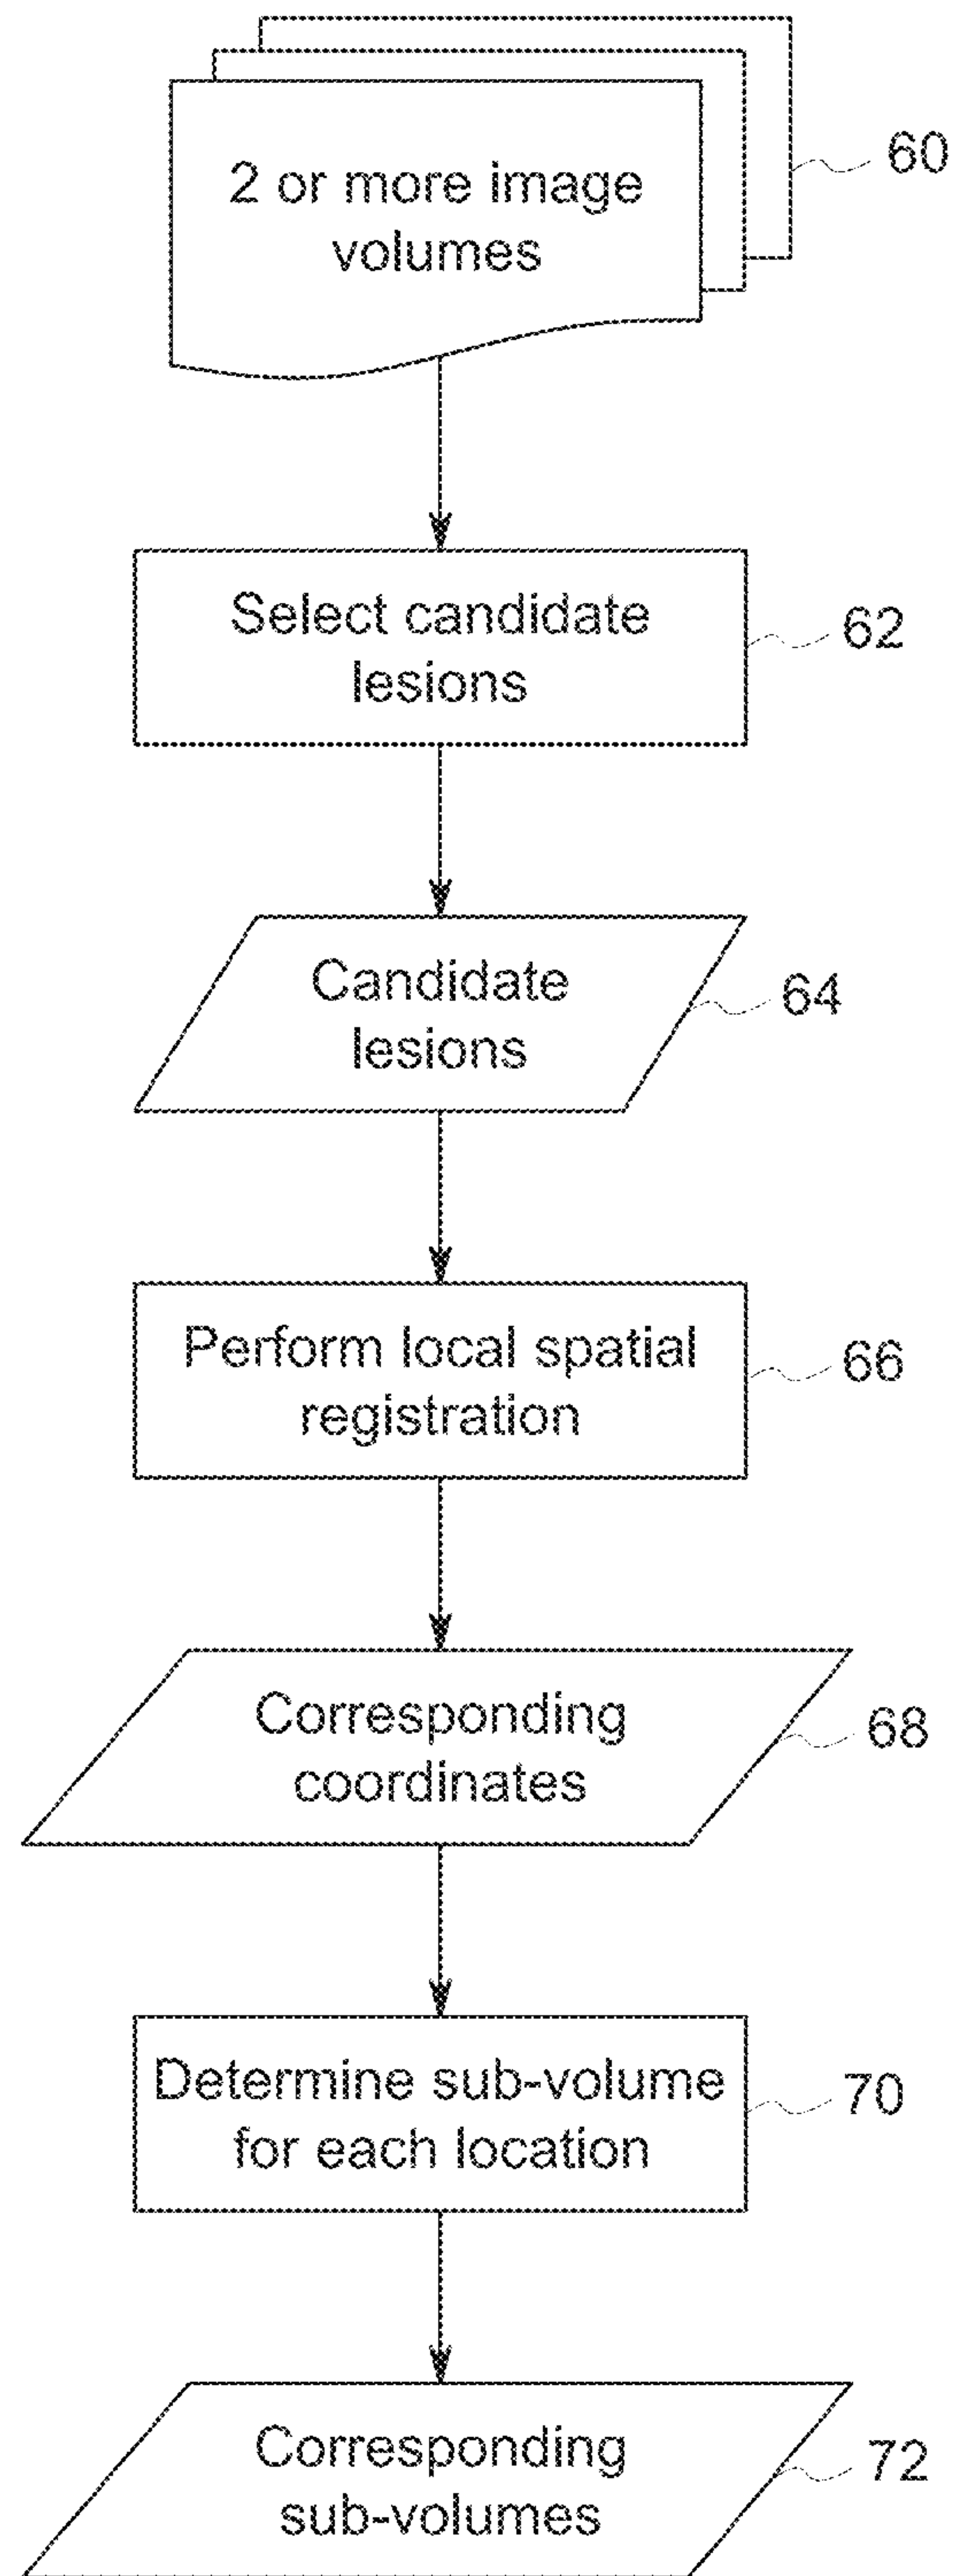 2 or more image
volumes
60
Select candidate
lesions
62
Candidate
lesions
64
Perform local spatial
registration
66
Corresponding
coordinates
68
Determine sub-volume
for each location
70
Corresponding
sub-volumes
72